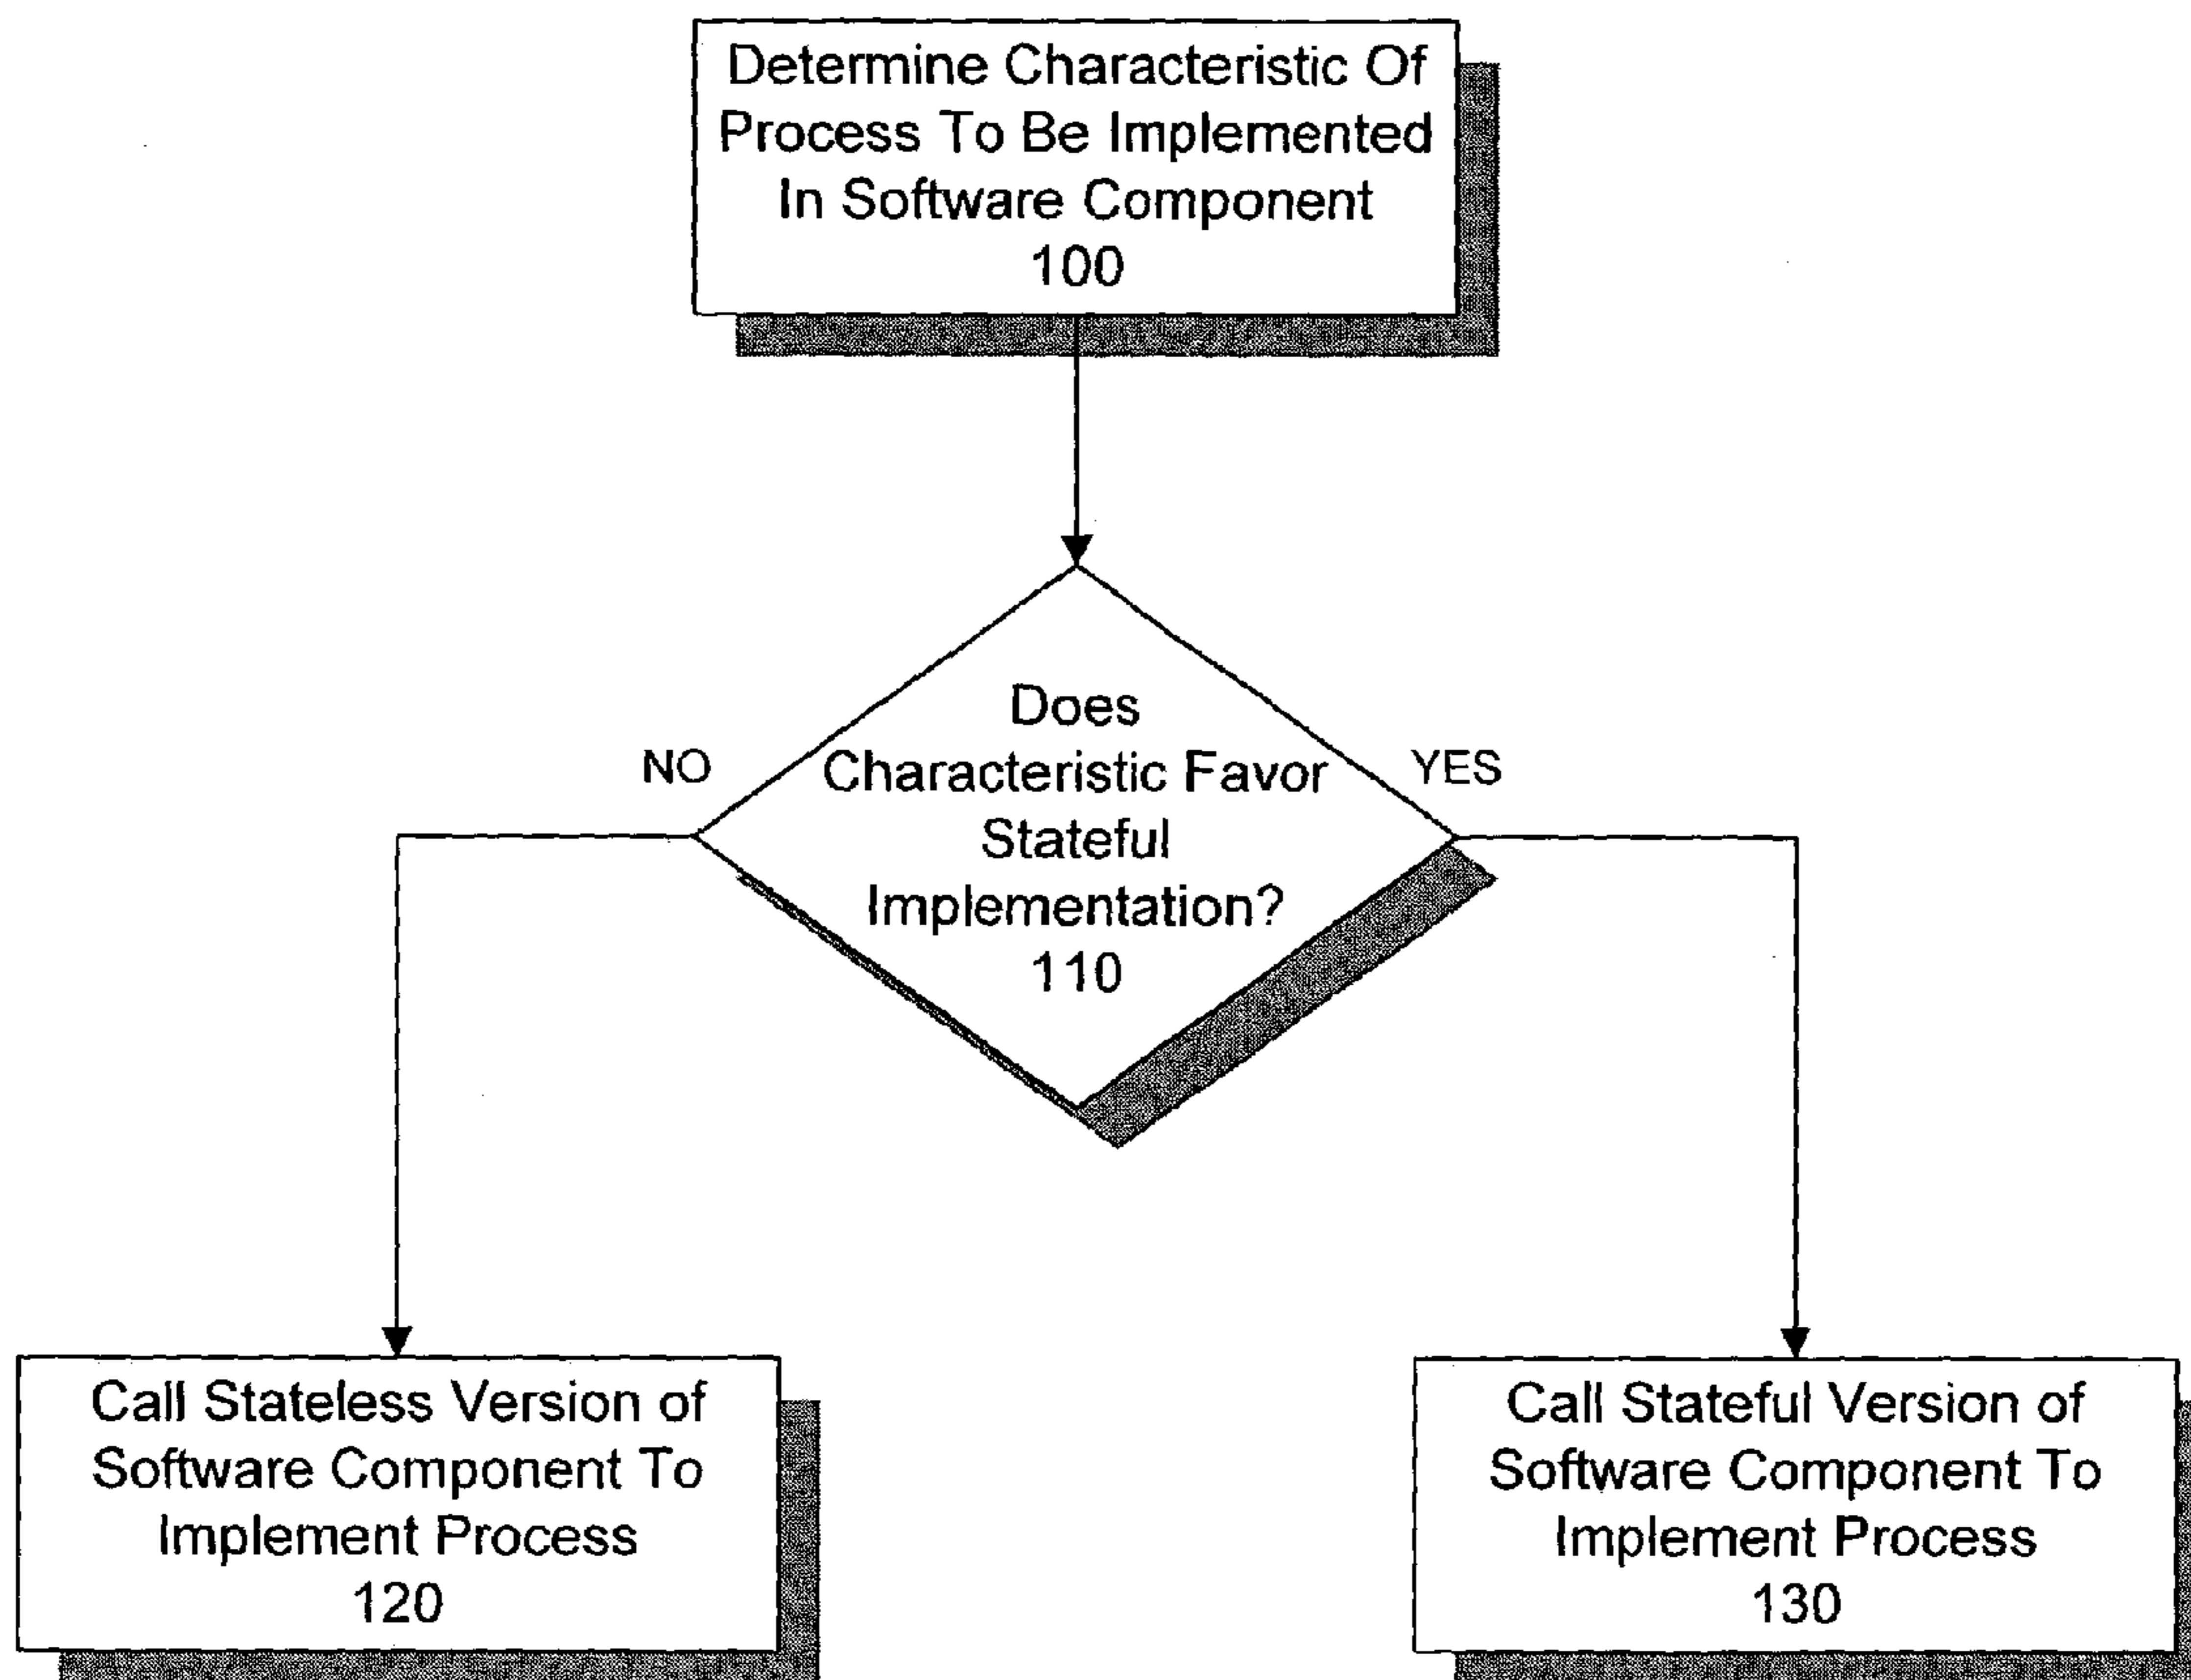 Determine Characteristic Of
Process To Be Implemented
In Software Component
100
Does
Characteristic Favor
Stateful
Implementation?
110
NO
YES
Call Stateless Version of
Software Component To
Implement Process
120
Call Stateful Version of
Software Component To
Implement Process
130